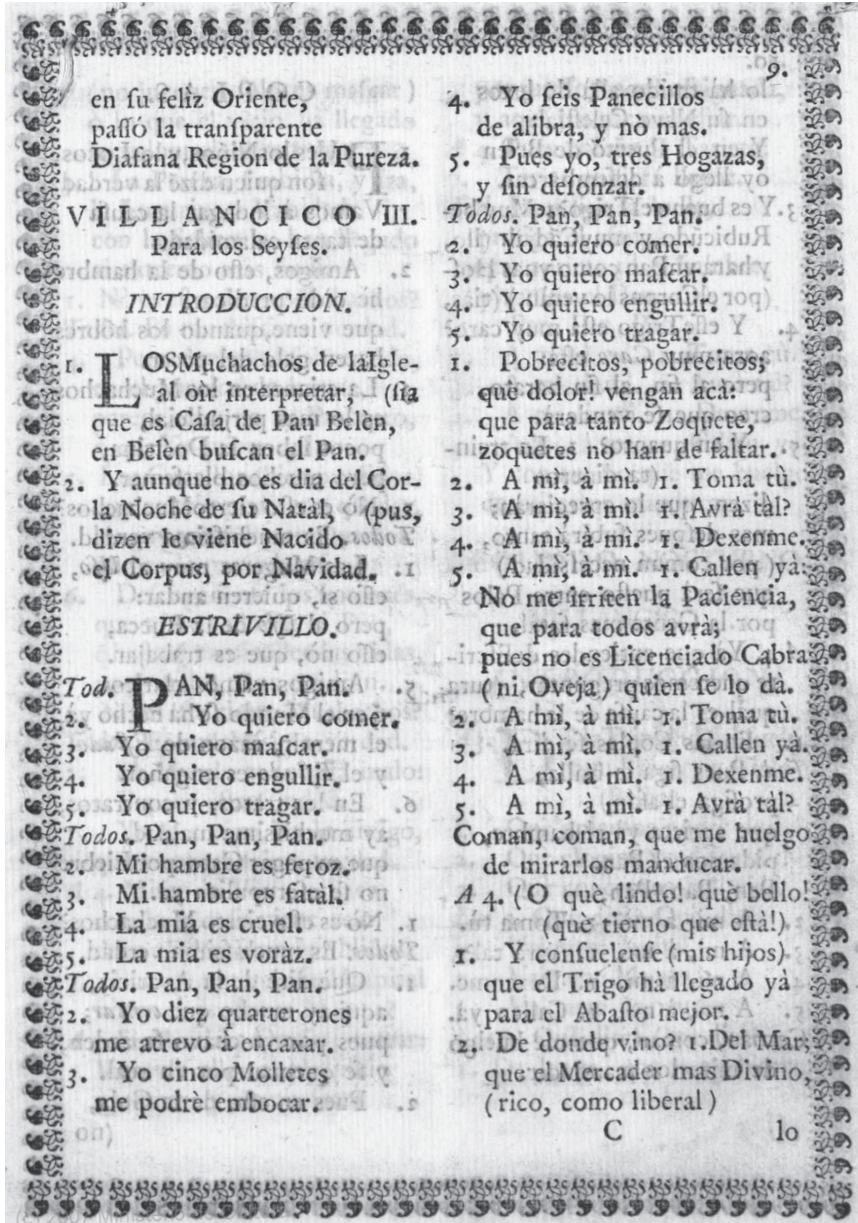 9.
en ſu felìz Oriente,
paſsò la tranſparente
Diafana Region de la Pureza.
VILLANCICO III.
Para los Seyſes.
INTRODUCCION.
1. LOS Muchachos de la Igle-
al oìr interpretar, (ſia
que es Caſa de Pan Belèn,
en Belèn buſcan el Pan.
2. Y aunque no es dia del Cor-
la Noche de ſu Natàl, (pus,
dizen le viene Nacido
el Corpus, por Navidad.
ESTRIVILLO.
Tod. PAN, Pan, Pan.
2. Yo quiero comer.
3. Yo quiero maſcar.
4. Yo quiero engullir.
5. Yo quiero tragar.
Todos. Pan, Pan, Pan.
2. Mi hambre es feroz.
3. Mi hambre es fatàl.
4. La mia es cruel.
5. La mia es voràz.
Todos. Pan, Pan, Pan.
2. Yo diez quarterones
me atrevo à encaxar.
3. Yo cinco Molletes
me podrè embocar.
4. Yo ſeis Panecillos
de alibra, y no mas.
5. Pues yo, tres Hogazas,
y ſin deſonzar.
Todos. Pan, Pan, Pan.
2. Yo quiero comer.
3. Yo quiero maſcar.
4. Yo quiero engullir.
5. Yo quiero tragar.
1. Pobrecitos, pobrecitos;
què dolor! vengan acà:
que para tanto Zoquete,
zoquetes no han de faltar.
2. A mì, à mì. 1. Toma tù.
3. A mì, à mì. 1. Avrà tàl?
4. A mì, à mì. 1. Dexenme.
5. A mì, à mì. 1. Callen yà.
No me irriten la Paciencia,
que para todos avrà;
pues no es Licenciado Cabra
(ni Oveja) quien ſe lo dà.
2. A mì, à mì. 1. Toma tù.
3. A mì, à mì. 1. Callen yà.
4. A mì, à mì. 1. Dexenme.
5. A mì, à mì. 1. Avrà tàl?
Coman, coman, que me huelgo
de mirarlos manducar.
A 4. (O què lindo! què bello!
(què tierno que eſtà!)
1. Y conſuelenſe (mis hijos)
que el Trigo hà llegado yà
para el Abaſto mejor.
2. De donde vino? 1. Del Mar;
que el Mercader mas Divino,
(rico, como liberal)
C lo